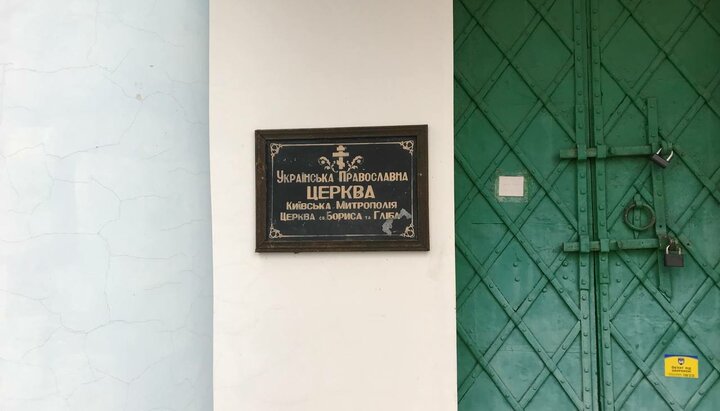 Українська Православна
ЦЕРКВА
Київська Митрополія
Церква св. Бориса та Гліба